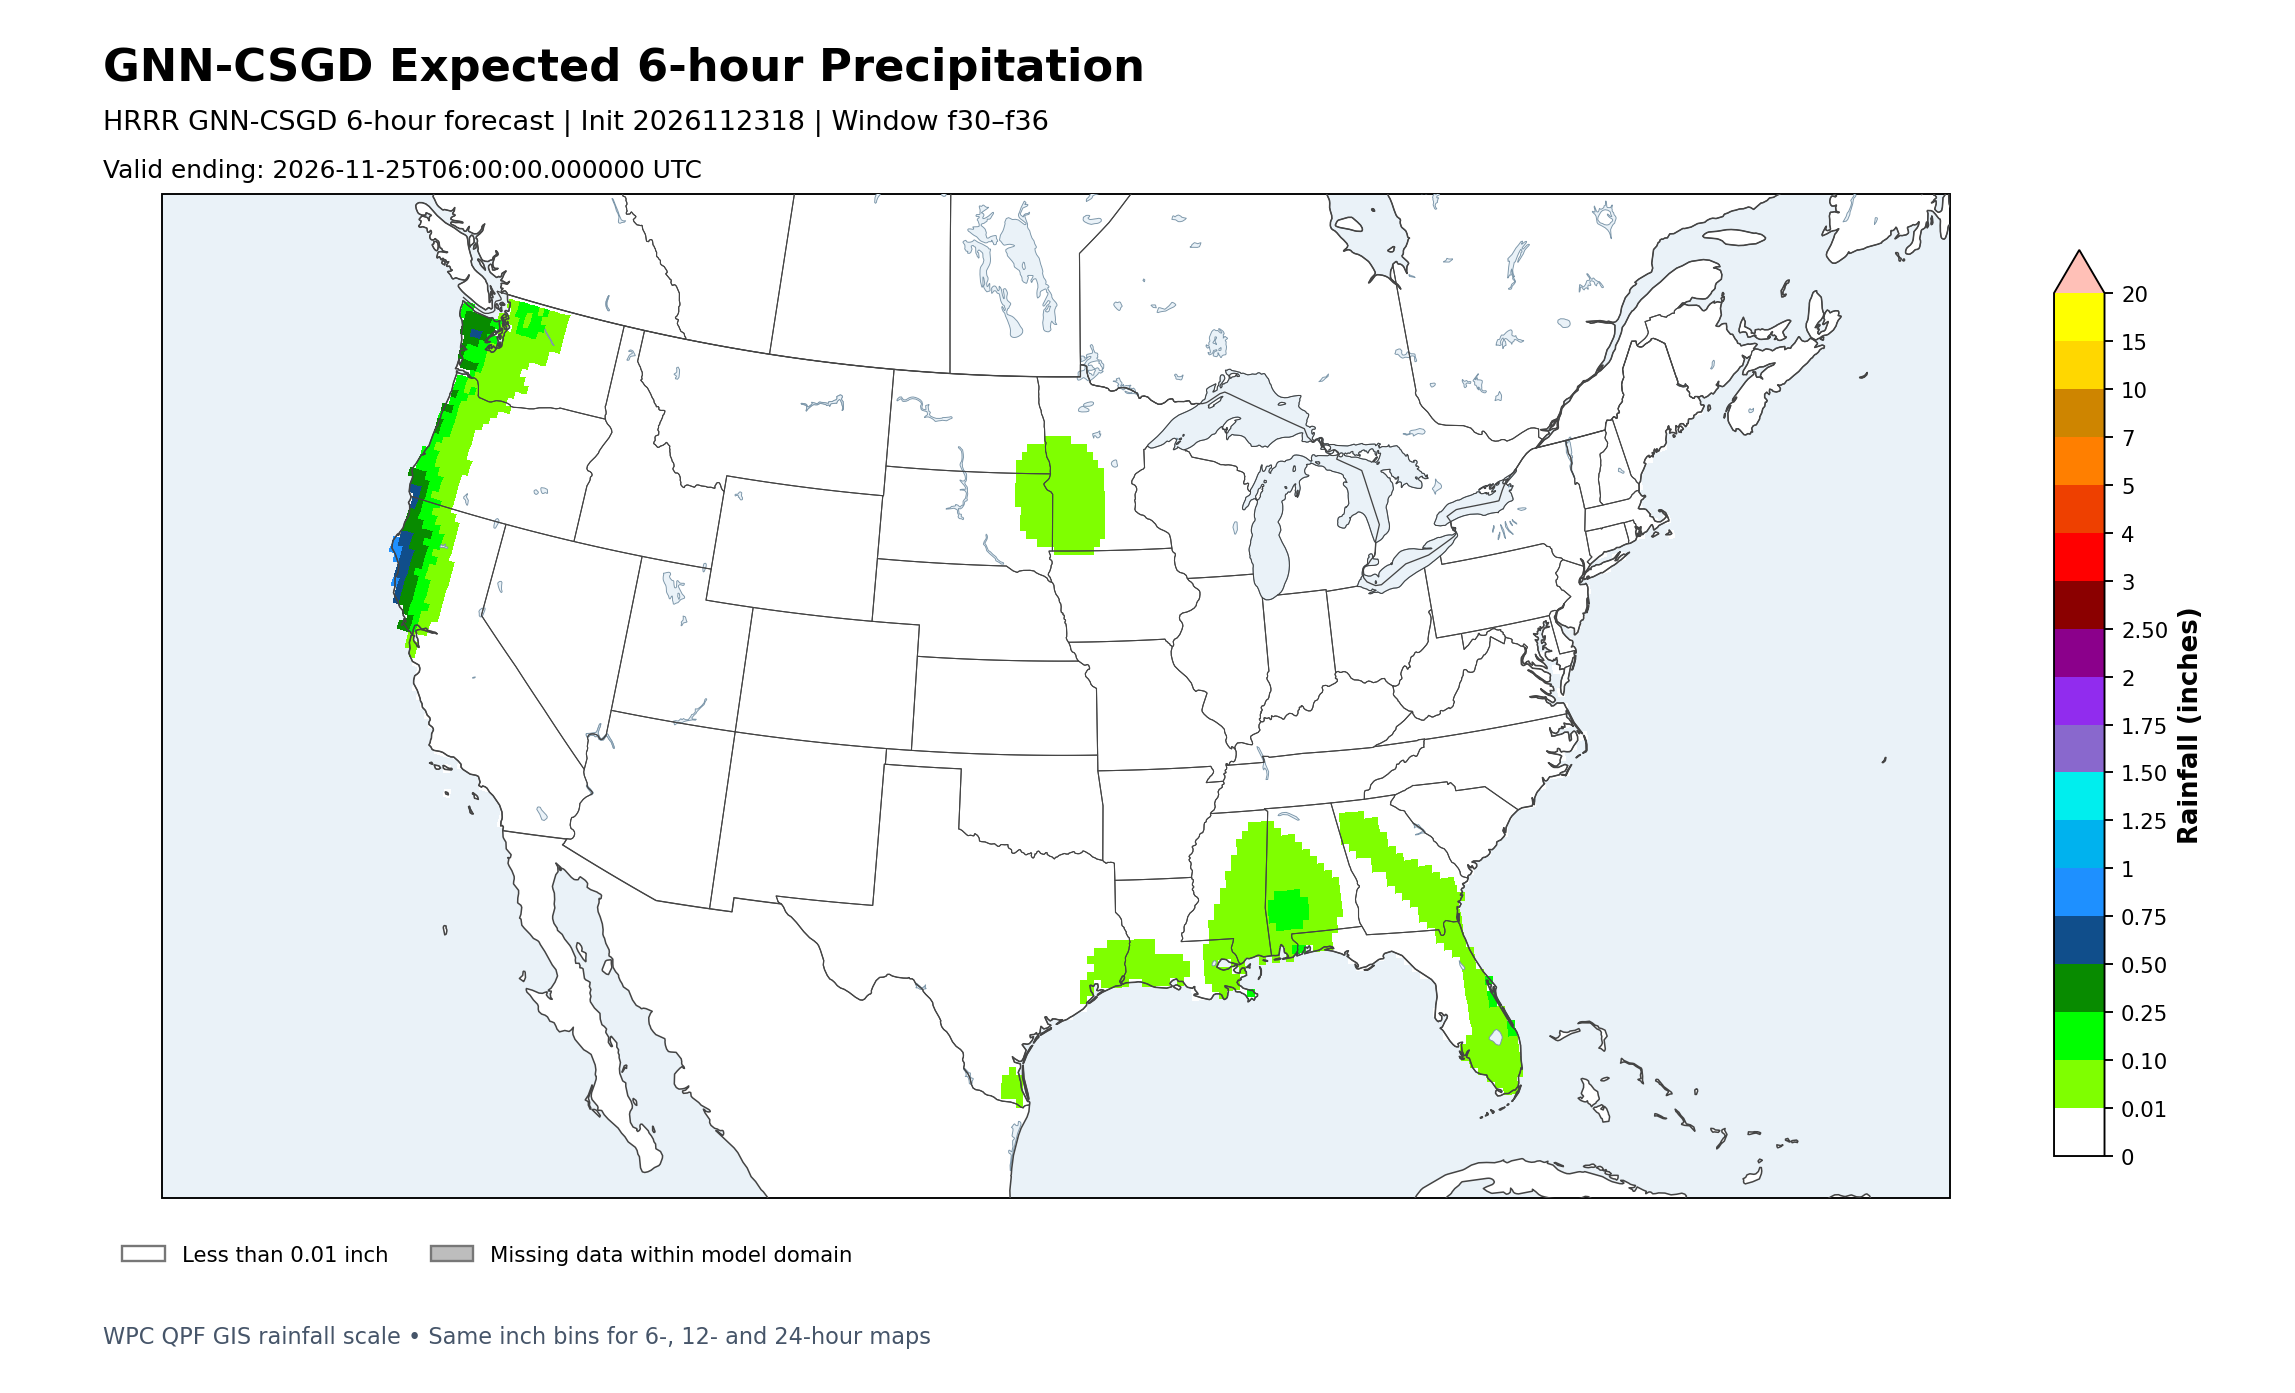 GNN-CSGD Expected 6-hour Precipitation
HRRR GNN-CSGD 6-hour forecast | Init 2026112318 | Window f30–f36
Valid ending: 2026-11-25T06:00:00.000000 UTC
20
15
10
7
5
4
3
2.50
2
1.75
1.50
1.25
1
0.75
0.50
0.25
0.10
0.01
0
Rainfall (inches)
Less than 0.01 inch
Missing data within model domain
WPC QPF GIS rainfall scale • Same inch bins for 6-, 12- and 24-hour maps